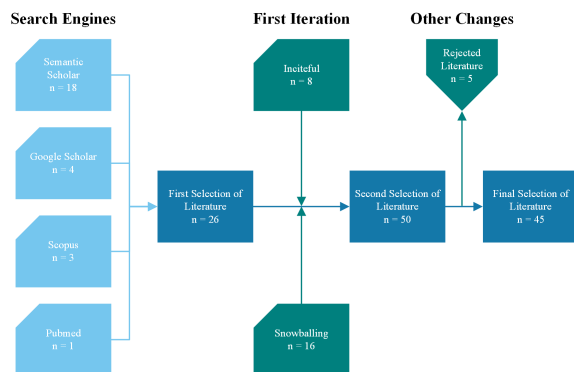 Search Engines
First Iteration
Other Changes
Semantic
Scholar
n = 18
Inciteful
n = 8
Rejected
Literature
n = 5
Google Scholar
n = 4
First Selection of
Literature
n = 26
Second Selection of
Literature
n = 50
Final Selection of
Literature
n = 45
Scopus
n = 3
Pubmed
n = 1
Snowballing
n = 16